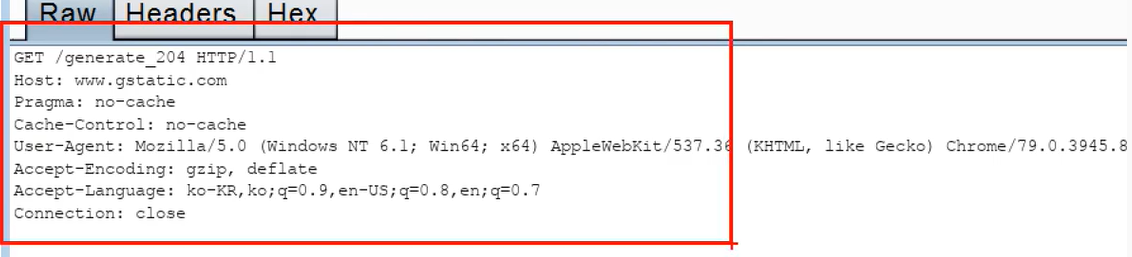 Raw Headers Hex
GET /generate_204 HTTP/1.1
Host: www.gstatic.com
Pragma: no-cache
Cache-Control: no-cache
User-Agent: Mozilla/5.0 (Windows NT 6.1; Win64; x64) AppleWebKit/537.36 (KHTML, like Gecko) Chrome/79.0.3945.8
Accept-Encoding: gzip, deflate
Accept-Language: ko-KR,ko;q=0.9,en-US;q=0.8,en;q=0.7
Connection: close